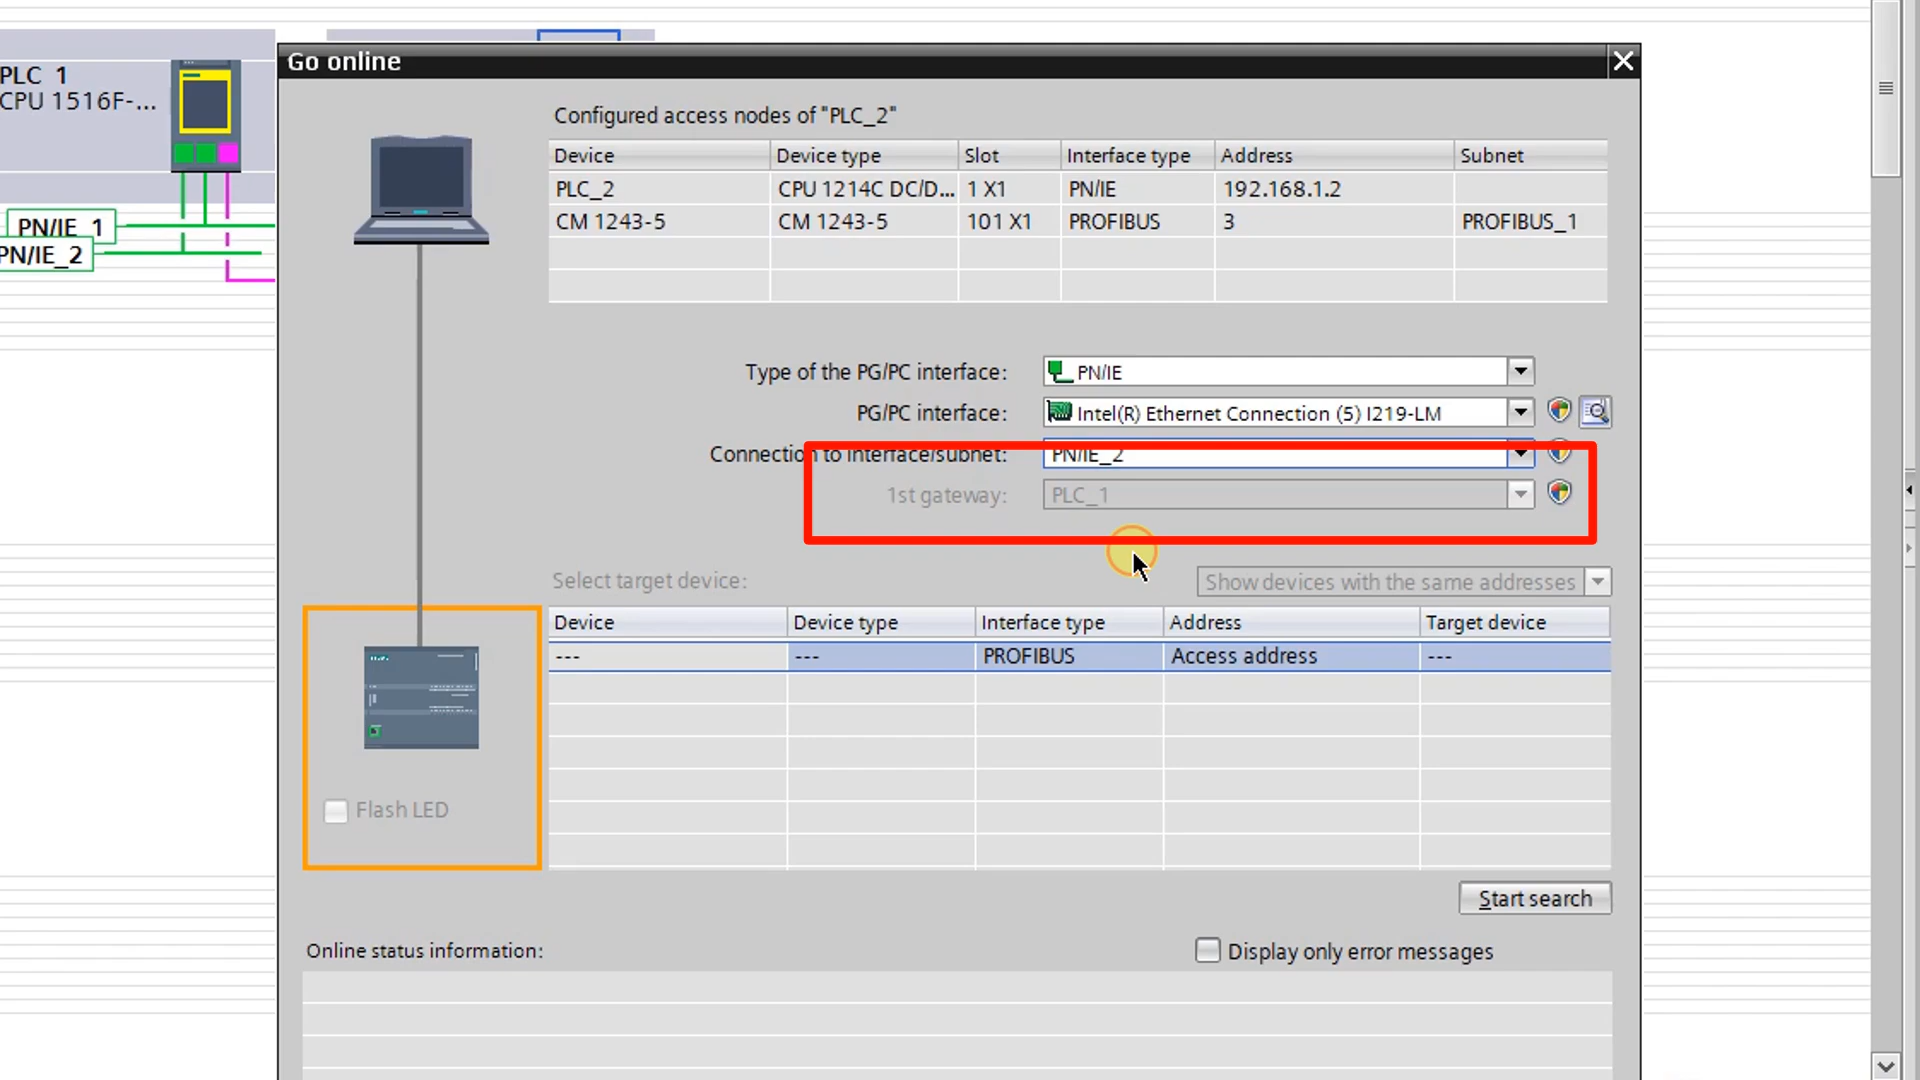 Go online
PLC 1
CPU 1516F-...
PN/IE_1
PN/IE_2
Configured access nodes of "PLC_2"
Device Device type Slot Interface type Address Subnet
PLC_2 CPU 1214C DC/D... 1 X1 PN/IE 192.168.1.2
CM 1243-5 CM 1243-5 101 X1 PROFIBUS 3 PROFIBUS_1
Type of the PG/PC interface: PN/IE
PG/PC interface: Intel(R) Ethernet Connection (5) I219-LM
Connection to interface/subnet: PN/IE_2
1st gateway: PLC_1
Select target device: Show devices with the same addresses
Device Device type Interface type Address Target device
--- --- PROFIBUS Access address ---
Flash LED
Start search
Online status information: Display only error messages